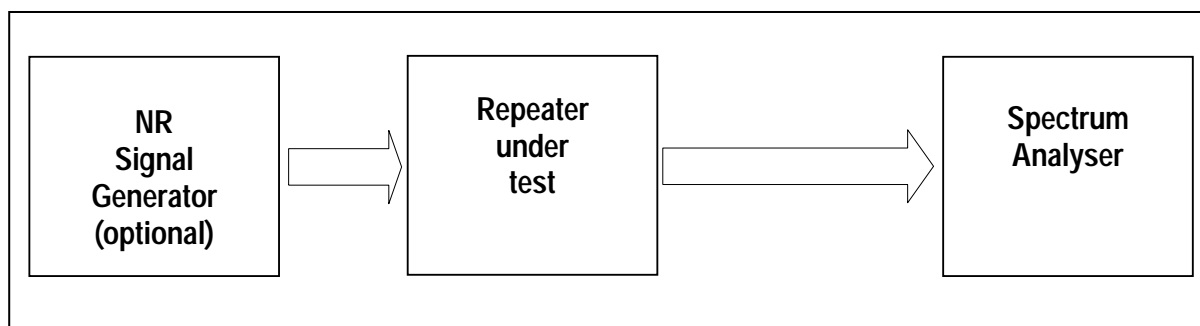 NR
Signal
Generator
(optional)
Repeater
under
test
Spectrum
Analyser